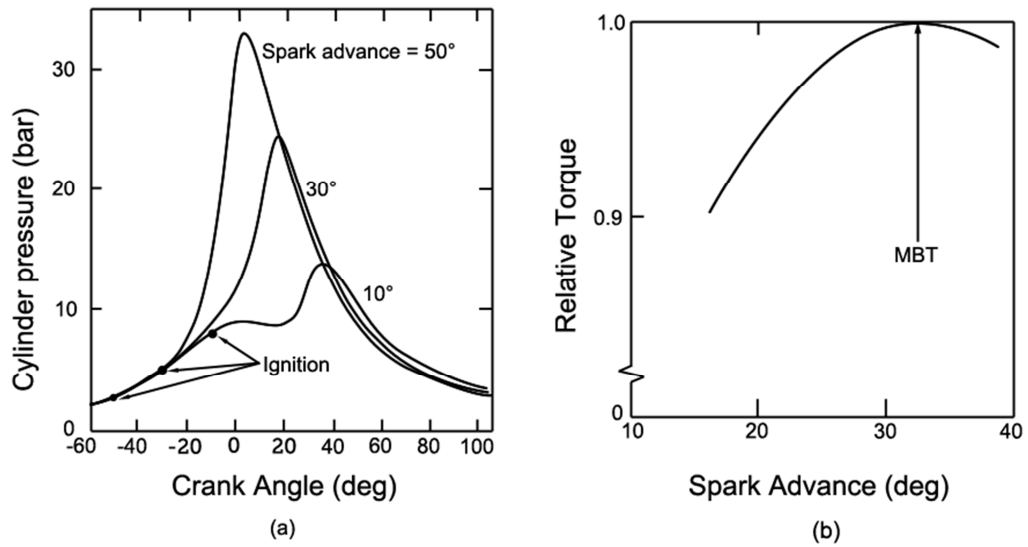 Cylinder pressure (bar)
30
20
10
0
-60 -40 -20 0 20 40 60 80 100
Crank Angle (deg)
(a)
Spark advance = 50°
30°
10°
Ignition
Relative Torque
1.0
0.9
0
10 20 30 40
Spark Advance (deg)
(b)
MBT